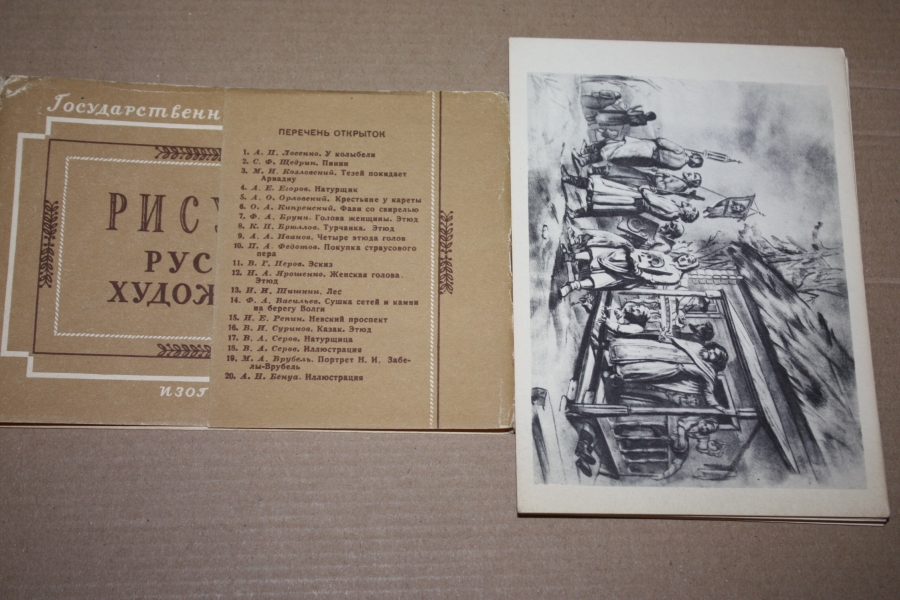 Государственн
РИСУ
РУС
ХУДОЖ
ИЗОГ
ПЕРЕЧЕНЬ ОТКРЫТОК
1. А. П. Лосенко. У колыбели
2. С. Ф. Щедрин. Пинии
3. М. И. Козловский. Тезей покидает
Ариадну
4. А. Е. Егоров. Натурщик
5. А. О. Орловский. Крестьяне у кареты
6. О. А. Кипренский. Фавн со свирелью
7. Ф. А. Бруни. Голова женщины. Этюд
8. К. П. Брюллов. Турчанка. Этюд
9. А. А. Иванов. Четыре этюда голов
10. П. А. Федотов. Покупка страусового
пера
11. В. Г. Перов. Эскиз
12. Н. А. Ярошенко. Женская голова.
Этюд
13. И. И. Шишкин. Лес
14. Ф. А. Васильев. Сушка сетей и камни
на берегу Волги
15. И. Е. Репин. Невский проспект
16. В. И. Суриков. Казак. Этюд
17. В. А. Серов. Натурщица
18. В. А. Серов. Иллюстрация
19. М. А. Врубель. Портрет Н. И. Забе-
лы-Врубель
20. А. Н. Бенуа. Иллюстрация